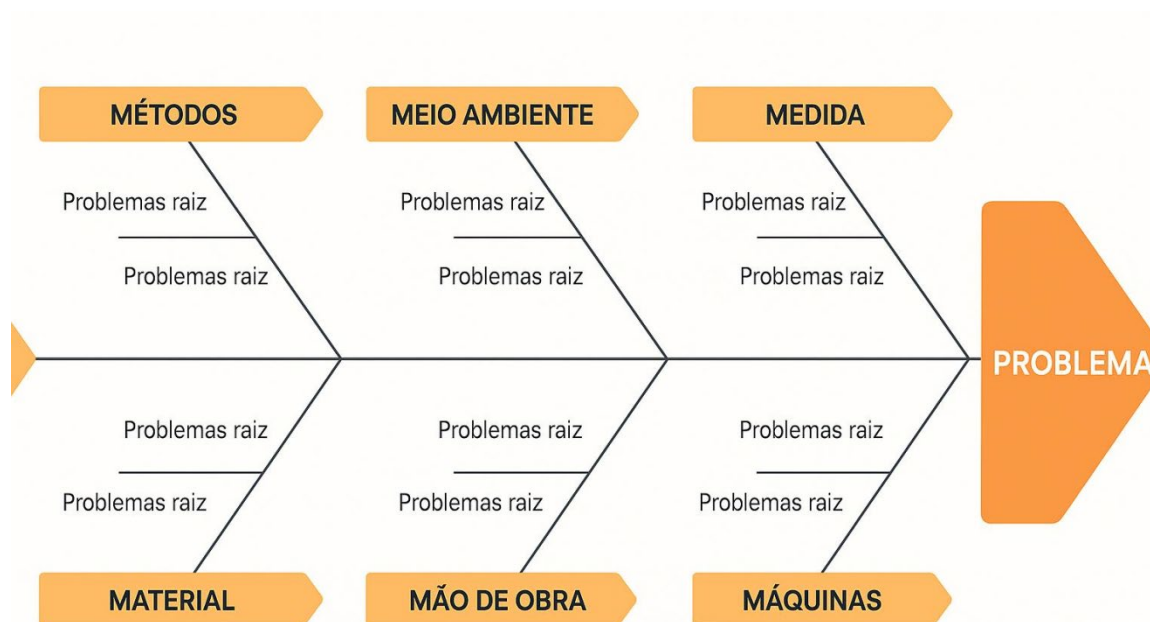 MÉTODOS
MEIO AMBIENTE
MEDIDA
Problemas raiz
Problemas raiz
Problemas raiz
Problemas raiz
Problemas raiz
Problemas raiz
PROBLEMA
Problemas raiz
Problemas raiz
Problemas raiz
Problemas raiz
Problemas raiz
Problemas raiz
MATERIAL
MÃO DE OBRA
MÁQUINAS